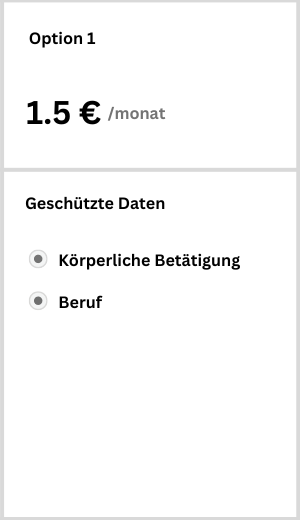 Option 1
1.5 € /monat
Geschützte Daten
Körperliche Betätigung
Beruf